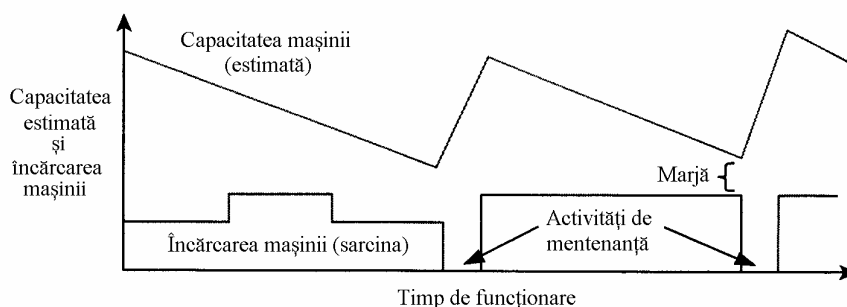 Capacitatea mașinii
(estimată)
Capacitatea
estimată
și
încărcarea
mașinii
Marjă
Încărcarea mașinii (sarcina)
Activități de
mentenanță
Timp de funcționare